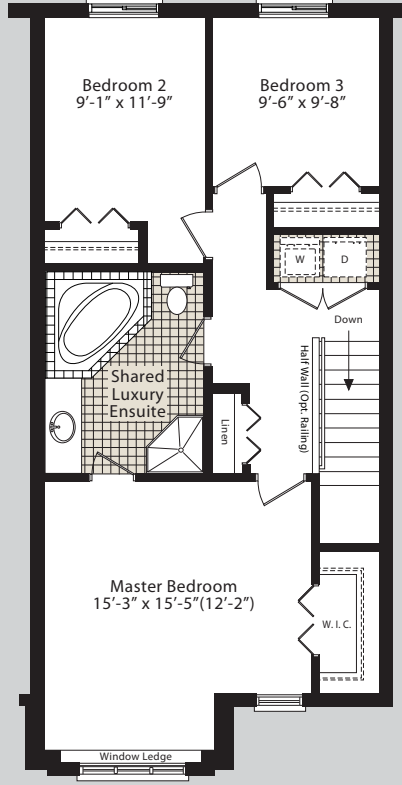 Bedroom 2
9’-1” x 11’-9”
Bedroom 3
9’-6” x 9’-8”
W
D
Down
Half Wall (Opt. Railing)
Shared
Luxury
Ensuite
Linen
Master Bedroom
15’-3” x 15’-5”(12’-2”)
W. I. C.
Window Ledge